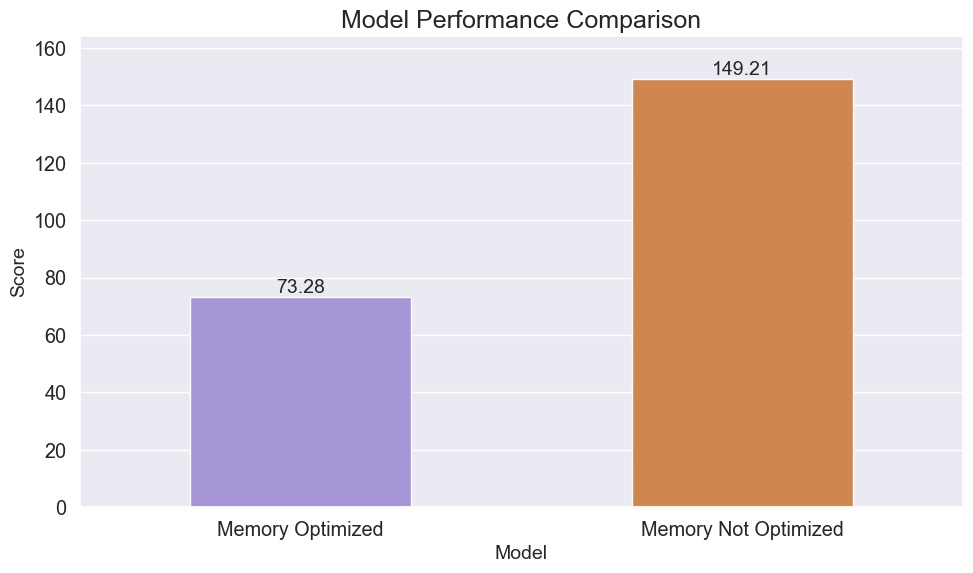 Model Performance Comparison
Score
160
140
120
100
80
60
40
20
0
73.28
149.21
Memory Optimized
Memory Not Optimized
Model